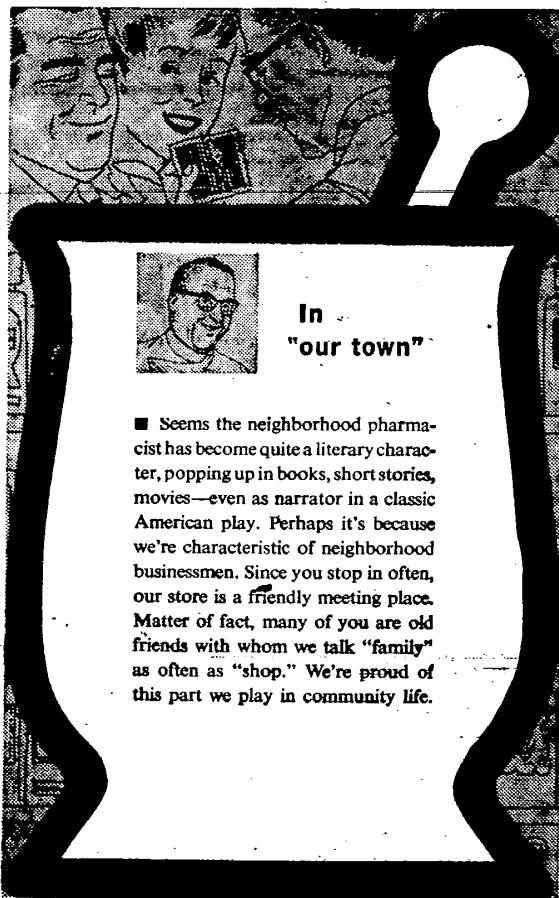 In
"our town"
■ Seems the neighborhood pharma-
cist has become quite a literary charac-
ter, popping up in books, short stories,
movies—even as narrator in a classic
American play. Perhaps it's because
we're characteristic of neighborhood
businessmen. Since you stop in often,
our store is a friendly meeting place.
Matter of fact, many of you are old
friends with whom we talk "family"
as often as "shop." We're proud of
this part we play in community life.